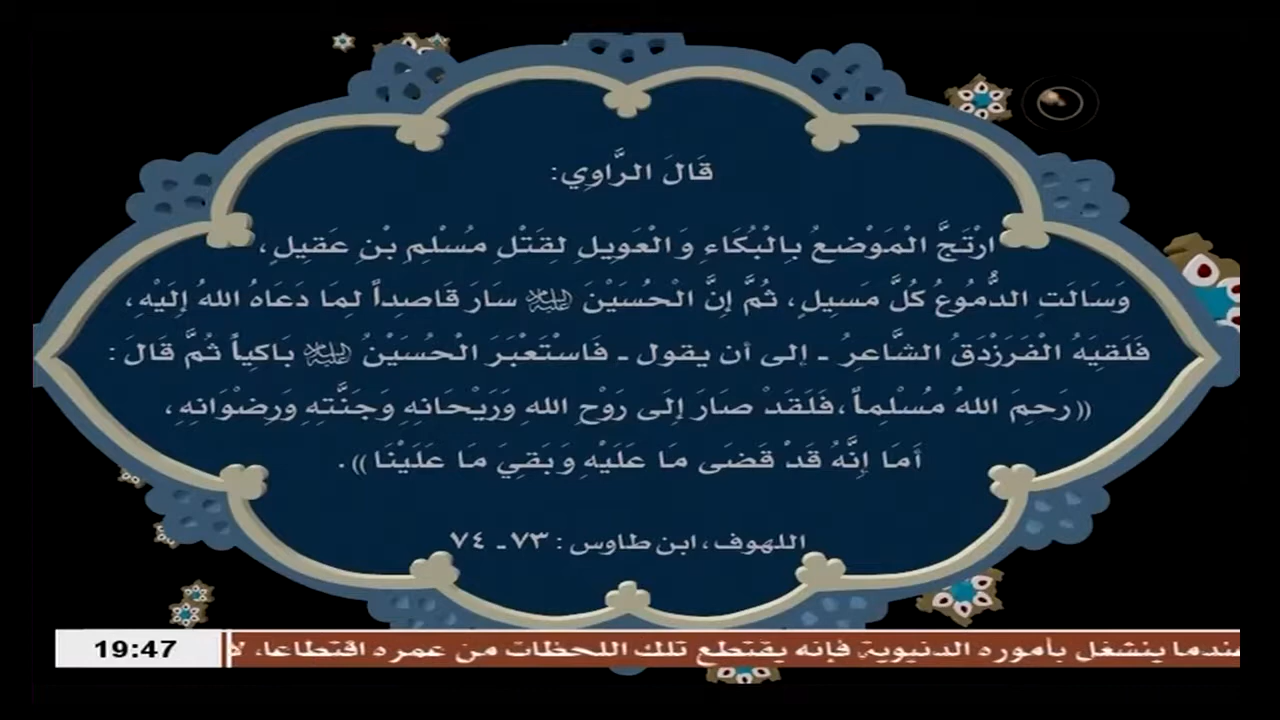 قَالَ الرَّاوِي:
ارْتَجَّ الْمَوْضعُ بِالْبُكَاءِ وَ الْعَوِيلِ لِقَتْلِ مُسْلِمِ بْنِ عَقِيلِ،
وَسَالَتِ الدُّمُوعُ كُلَّ مَسِيلِ، ثُمَّ إِنَّ الْحُسَيْنَ عليه السلام سَارَ قَاصِداً لِمَا دَعَاهُ اللهُ إِلَيْهِ،
فَلَقِيَهُ الْفَرَزْدَقُ الشَّاعِرُ ـ إلى أن يقول ـ فَاسْتَعْبَرَ الْحُسَيْنُ عليه السلام بَاكِياً ثُمَّ قَالَ:
((رَحِمَ اللهُ مُسْلِماً،فَلَقَدْ صَارَ إِلَى رَوْحِ اللهِ وَرَيْحَانِهِ وَجَنَّتِهِ وَرِضْوَانِهِ،
أَمَا إِنَّهُ قَدْ قَضَى مَا عَلَيْهِ وَبَقِيَ مَا عَلَيْنَا)).
اللهوف، ابن طاوس: ٧٣ـ ٧٤
19:47 عندما ينشغل بأموره الدنيوية فإنه يقتطع تلك اللحظات من عمره اقتطاعا، لا